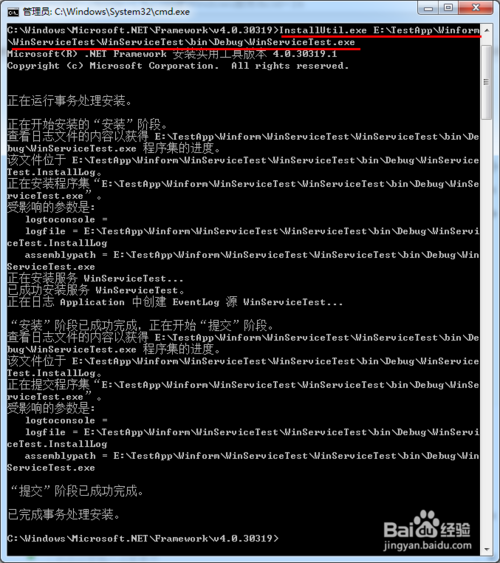 管理员: C:\Windows\System32\cmd.exe
C:\Windows\Microsoft.NET\Framework\v4.0.30319>InstallUtil.exe E:\TestApp\Winform
\WinServiceTest\WinServiceTest\bin\Debug\WinServiceTest.exe
Microsoft(R) .NET Framework 安装实用工具版本 4.0.30319.1
Copyright (c) Microsoft Corporation.  All rights reserved.
正在运行事务处理安装。
正在开始安装的“安装”阶段。
查看日志文件的内容以获得 E:\TestApp\Winform\WinServiceTest\WinServiceTest\bin\De
bug\WinServiceTest.exe 程序集的进度。
该文件位于 E:\TestApp\Winform\WinServiceTest\WinServiceTest\bin\Debug\WinService
Test.InstallLog。
正在安装程序集“E:\TestApp\Winform\WinServiceTest\WinServiceTest\bin\Debug\WinSe
rviceTest.exe”。
受影响的参数是:
logtoconsole =
logfile = E:\TestApp\Winform\WinServiceTest\WinServiceTest\bin\Debug\WinServi
ceTest.InstallLog
assemblypath = E:\TestApp\Winform\WinServiceTest\WinServiceTest\bin\Debug\Win
ServiceTest.exe
正在安装服务 WinServiceTest...
已成功安装服务 WinServiceTest。
正在日志 Application 中创建 EventLog 源 WinServiceTest...
“安装”阶段已成功完成，正在开始“提交”阶段。
查看日志文件的内容以获得 E:\TestApp\Winform\WinServiceTest\WinServiceTest\bin\De
bug\WinServiceTest.exe 程序集的进度。
该文件位于 E:\TestApp\Winform\WinServiceTest\WinServiceTest\bin\Debug\WinService
Test.InstallLog。
正在提交程序集“E:\TestApp\Winform\WinServiceTest\WinServiceTest\bin\Debug\WinSe
rviceTest.exe”。
受影响的参数是:
logtoconsole =
logfile = E:\TestApp\Winform\WinServiceTest\WinServiceTest\bin\Debug\WinServi
ceTest.InstallLog
assemblypath = E:\TestApp\Winform\WinServiceTest\WinServiceTest\bin\Debug\Win
ServiceTest.exe
“提交”阶段已成功完成。
已完成事务处理安装。
C:\Windows\Microsoft.NET\Framework\v4.0.30319>
Baidu经验
jingyan.baidu.com